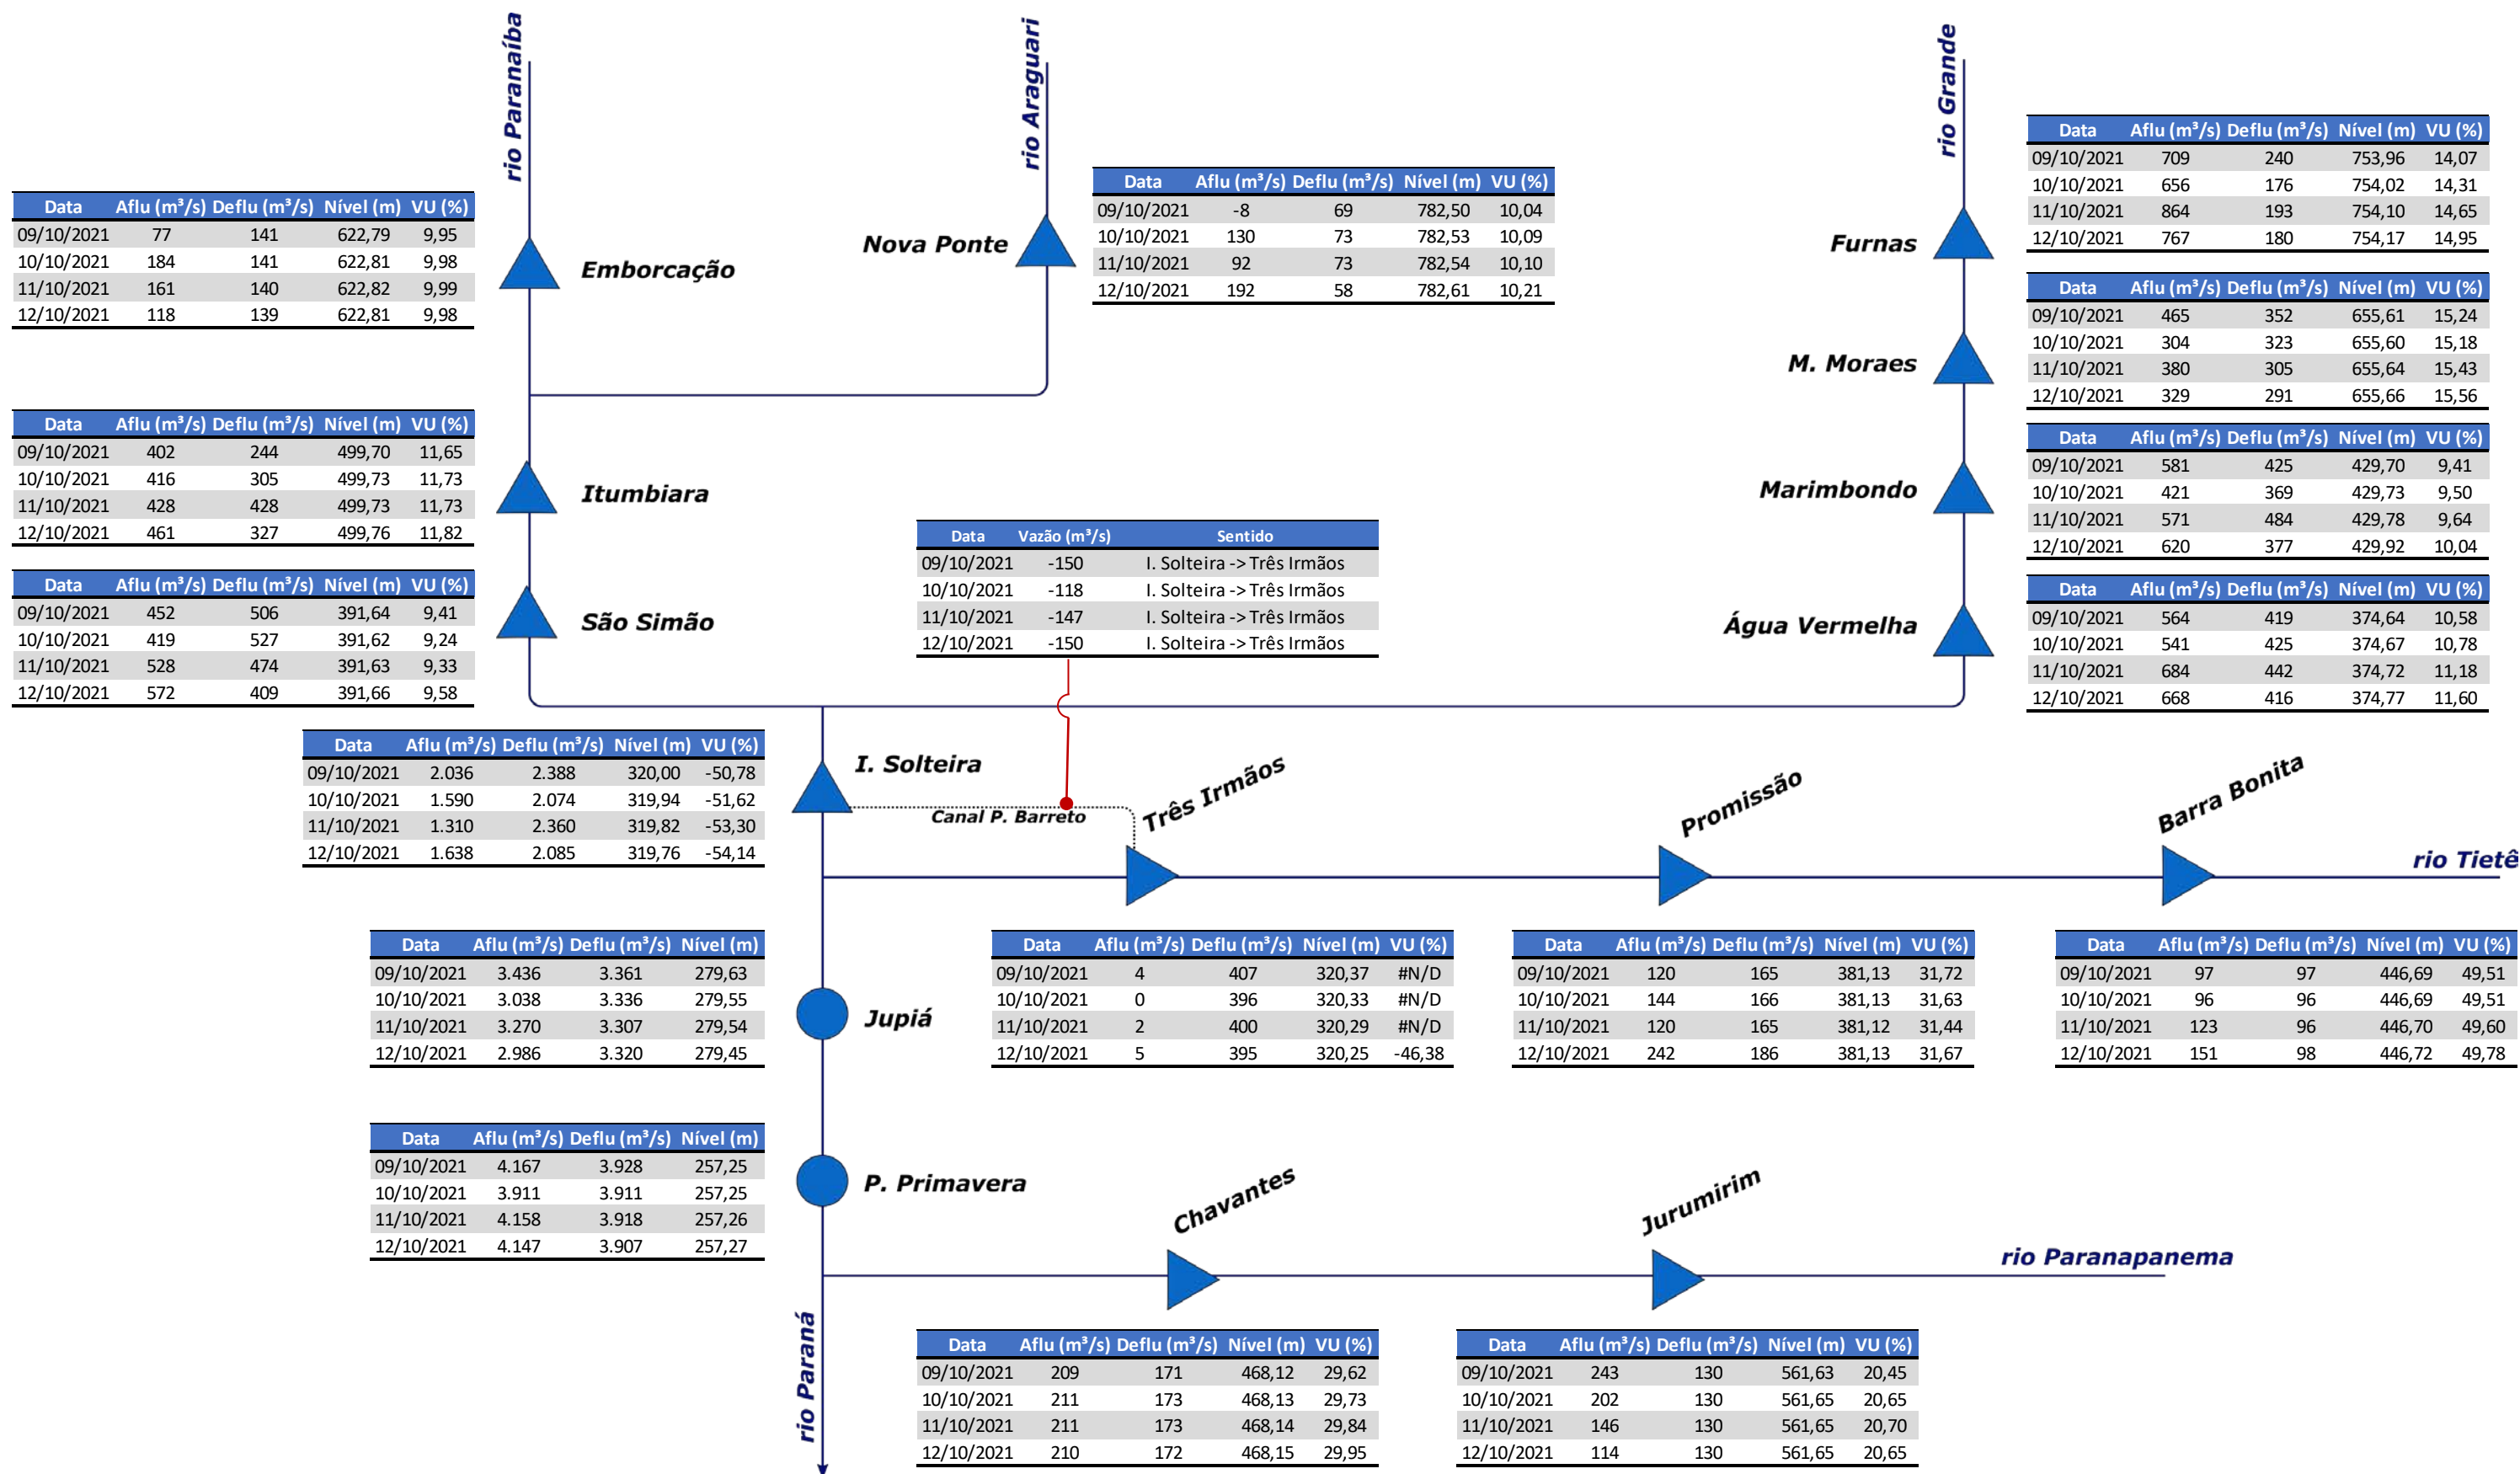 rio Paranaíba
rio Araguari
rio Grande
Data Aflu (m³/s) Deflu (m³/s) Nível (m) VU (%)
09/10/2021 709 240 753,96 14,07
10/10/2021 656 176 754,02 14,31
11/10/2021 864 193 754,10 14,65
12/10/2021 767 180 754,17 14,95
Furnas
Data Aflu (m³/s) Deflu (m³/s) Nível (m) VU (%)
09/10/2021 -8 69 782,50 10,04
10/10/2021 130 73 782,53 10,09
11/10/2021 92 73 782,54 10,10
12/10/2021 192 58 782,61 10,21
Nova Ponte
Data Aflu (m³/s) Deflu (m³/s) Nível (m) VU (%)
09/10/2021 77 141 622,79 9,95
10/10/2021 184 141 622,81 9,98
11/10/2021 161 140 622,82 9,99
12/10/2021 118 139 622,81 9,98
Emborcação
Data Aflu (m³/s) Deflu (m³/s) Nível (m) VU (%)
09/10/2021 465 352 655,61 15,24
10/10/2021 304 323 655,60 15,18
11/10/2021 380 305 655,64 15,43
12/10/2021 329 291 655,66 15,56
M. Moraes
Data Aflu (m³/s) Deflu (m³/s) Nível (m) VU (%)
09/10/2021 402 244 499,70 11,65
10/10/2021 416 305 499,73 11,73
11/10/2021 428 428 499,73 11,73
12/10/2021 461 327 499,76 11,82
Itumbiara
Data Aflu (m³/s) Deflu (m³/s) Nível (m) VU (%)
09/10/2021 581 425 429,70 9,41
10/10/2021 421 369 429,73 9,50
11/10/2021 571 484 429,78 9,64
12/10/2021 620 377 429,92 10,04
Marimbondo
Data Vazão (m³/s) Sentido
09/10/2021 -150 I. Solteira -> Três Irmãos
10/10/2021 -118 I. Solteira -> Três Irmãos
11/10/2021 -147 I. Solteira -> Três Irmãos
12/10/2021 -150 I. Solteira -> Três Irmãos
Data Aflu (m³/s) Deflu (m³/s) Nível (m) VU (%)
09/10/2021 452 506 391,64 9,41
10/10/2021 419 527 391,62 9,24
11/10/2021 528 474 391,63 9,33
12/10/2021 572 409 391,66 9,58
São Simão
Data Aflu (m³/s) Deflu (m³/s) Nível (m) VU (%)
09/10/2021 564 419 374,64 10,58
10/10/2021 541 425 374,67 10,78
11/10/2021 684 442 374,72 11,18
12/10/2021 668 416 374,77 11,60
Água Vermelha
Data Aflu (m³/s) Deflu (m³/s) Nível (m) VU (%)
09/10/2021 2.036 2.388 320,00 -50,78
10/10/2021 1.590 2.074 319,94 -51,62
11/10/2021 1.310 2.360 319,82 -53,30
12/10/2021 1.638 2.085 319,76 -54,14
I. Solteira
Canal P. Barreto
Três Irmãos
Promissão
Barra Bonita
rio Tietê
Data Aflu (m³/s) Deflu (m³/s) Nível (m)
09/10/2021 3.436 3.361 279,63
10/10/2021 3.038 3.336 279,55
11/10/2021 3.270 3.307 279,54
12/10/2021 2.986 3.320 279,45
Jupiá
Data Aflu (m³/s) Deflu (m³/s) Nível (m) VU (%)
09/10/2021 4 407 320,37 #N/D
10/10/2021 0 396 320,33 #N/D
11/10/2021 2 400 320,29 #N/D
12/10/2021 5 395 320,25 -46,38
Data Aflu (m³/s) Deflu (m³/s) Nível (m) VU (%)
09/10/2021 120 165 381,13 31,72
10/10/2021 144 166 381,13 31,63
11/10/2021 120 165 381,12 31,44
12/10/2021 242 186 381,13 31,67
Data Aflu (m³/s) Deflu (m³/s) Nível (m) VU (%)
09/10/2021 97 97 446,69 49,51
10/10/2021 96 96 446,69 49,51
11/10/2021 123 96 446,70 49,60
12/10/2021 151 98 446,72 49,78
Data Aflu (m³/s) Deflu (m³/s) Nível (m)
09/10/2021 4.167 3.928 257,25
10/10/2021 3.911 3.911 257,25
11/10/2021 4.158 3.918 257,26
12/10/2021 4.147 3.907 257,27
P. Primavera
Chavantes
Jurumirim
rio Paranapanema
rio Paraná
Data Aflu (m³/s) Deflu (m³/s) Nível (m) VU (%)
09/10/2021 209 171 468,12 29,62
10/10/2021 211 173 468,13 29,73
11/10/2021 211 173 468,14 29,84
12/10/2021 210 172 468,15 29,95
Data Aflu (m³/s) Deflu (m³/s) Nível (m) VU (%)
09/10/2021 243 130 561,63 20,45
10/10/2021 202 130 561,65 20,65
11/10/2021 146 130 561,65 20,70
12/10/2021 114 130 561,65 20,65